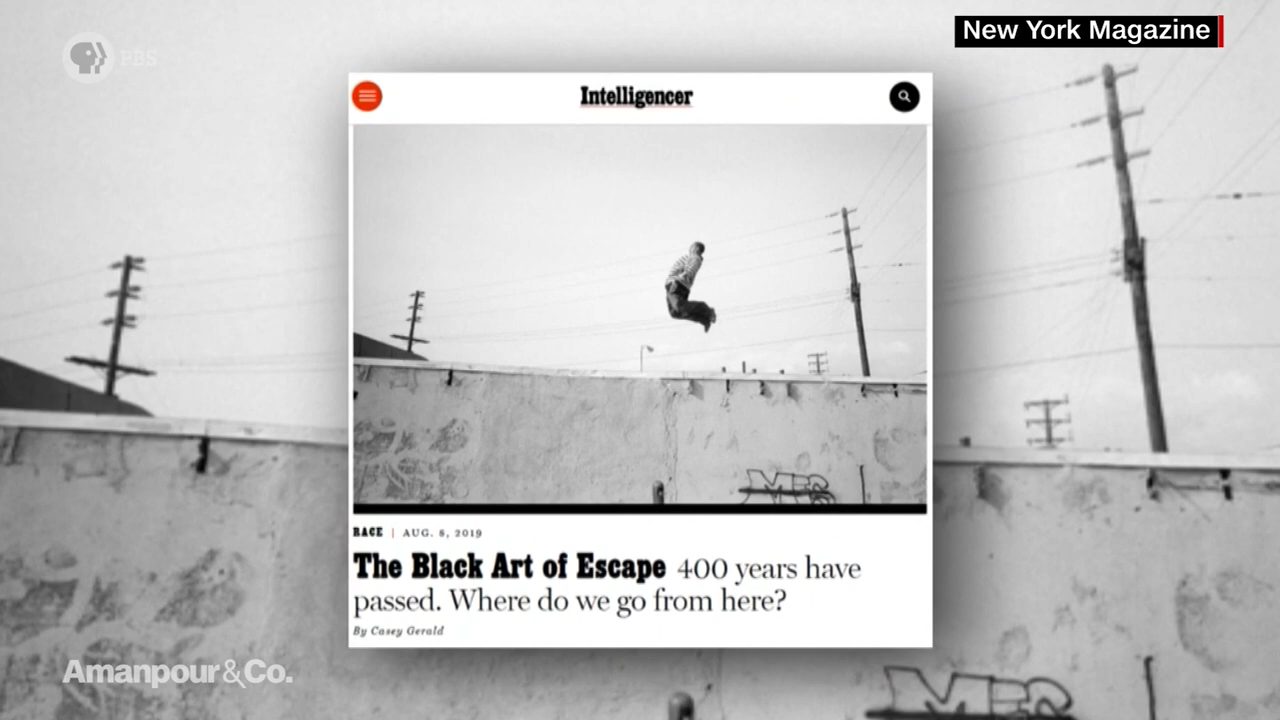 New York Magazine
PBS
Intelligencer
RACE | AUG. 8, 2019
The Black Art of Escape 400 years have
passed. Where do we go from here?
By Casey Gerald
Amanpour&Co.